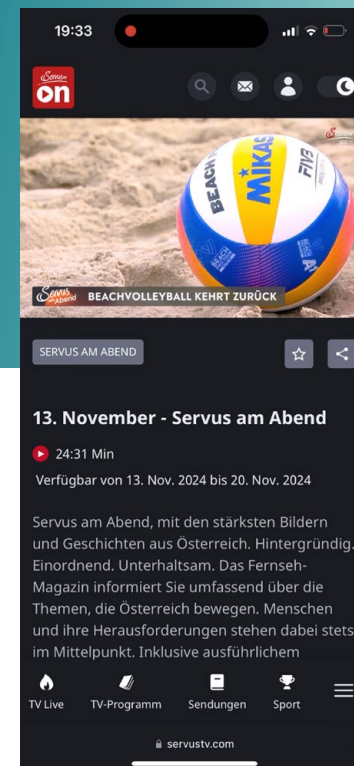 19:33
Servus
on
Servus
BEACH
MIKAS
FIVB
Servus am Abend
BEACHVOLLEYBALL KEHRT ZURÜCK
SERVUS AM ABEND
13. November - Servus am Abend
24:31 Min
Verfügbar von 13. Nov. 2024 bis 20. Nov. 2024
Servus am Abend, mit den stärksten Bildern
und Geschichten aus Österreich. Hintergründig.
Einordnend. Unterhaltsam. Das Fernseh-
Magazin informiert Sie umfassend über die
Themen, die Österreich bewegen. Menschen
und ihre Herausforderungen stehen dabei stets
im Mittelpunkt. Inklusive ausführlichem
TV Live TV-Programm Sendungen Sport
servustv.com